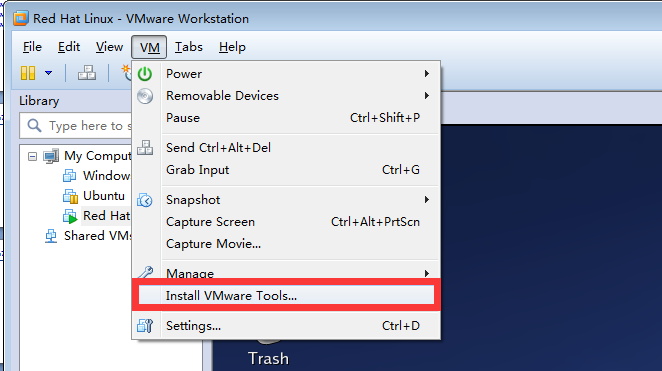 Red Hat Linux - VMware Workstation
File Edit View VM Tabs Help
Library
Type here to s
My Compu
Window
Ubuntu
Red Hat
Shared VMs
Power
Removable Devices
Pause Ctrl+Shift+P
Send Ctrl+Alt+Del
Grab Input Ctrl+G
Snapshot
Capture Screen Ctrl+Alt+PrtScn
Capture Movie...
Manage
Install VMware Tools...
Settings... Ctrl+D
Trash